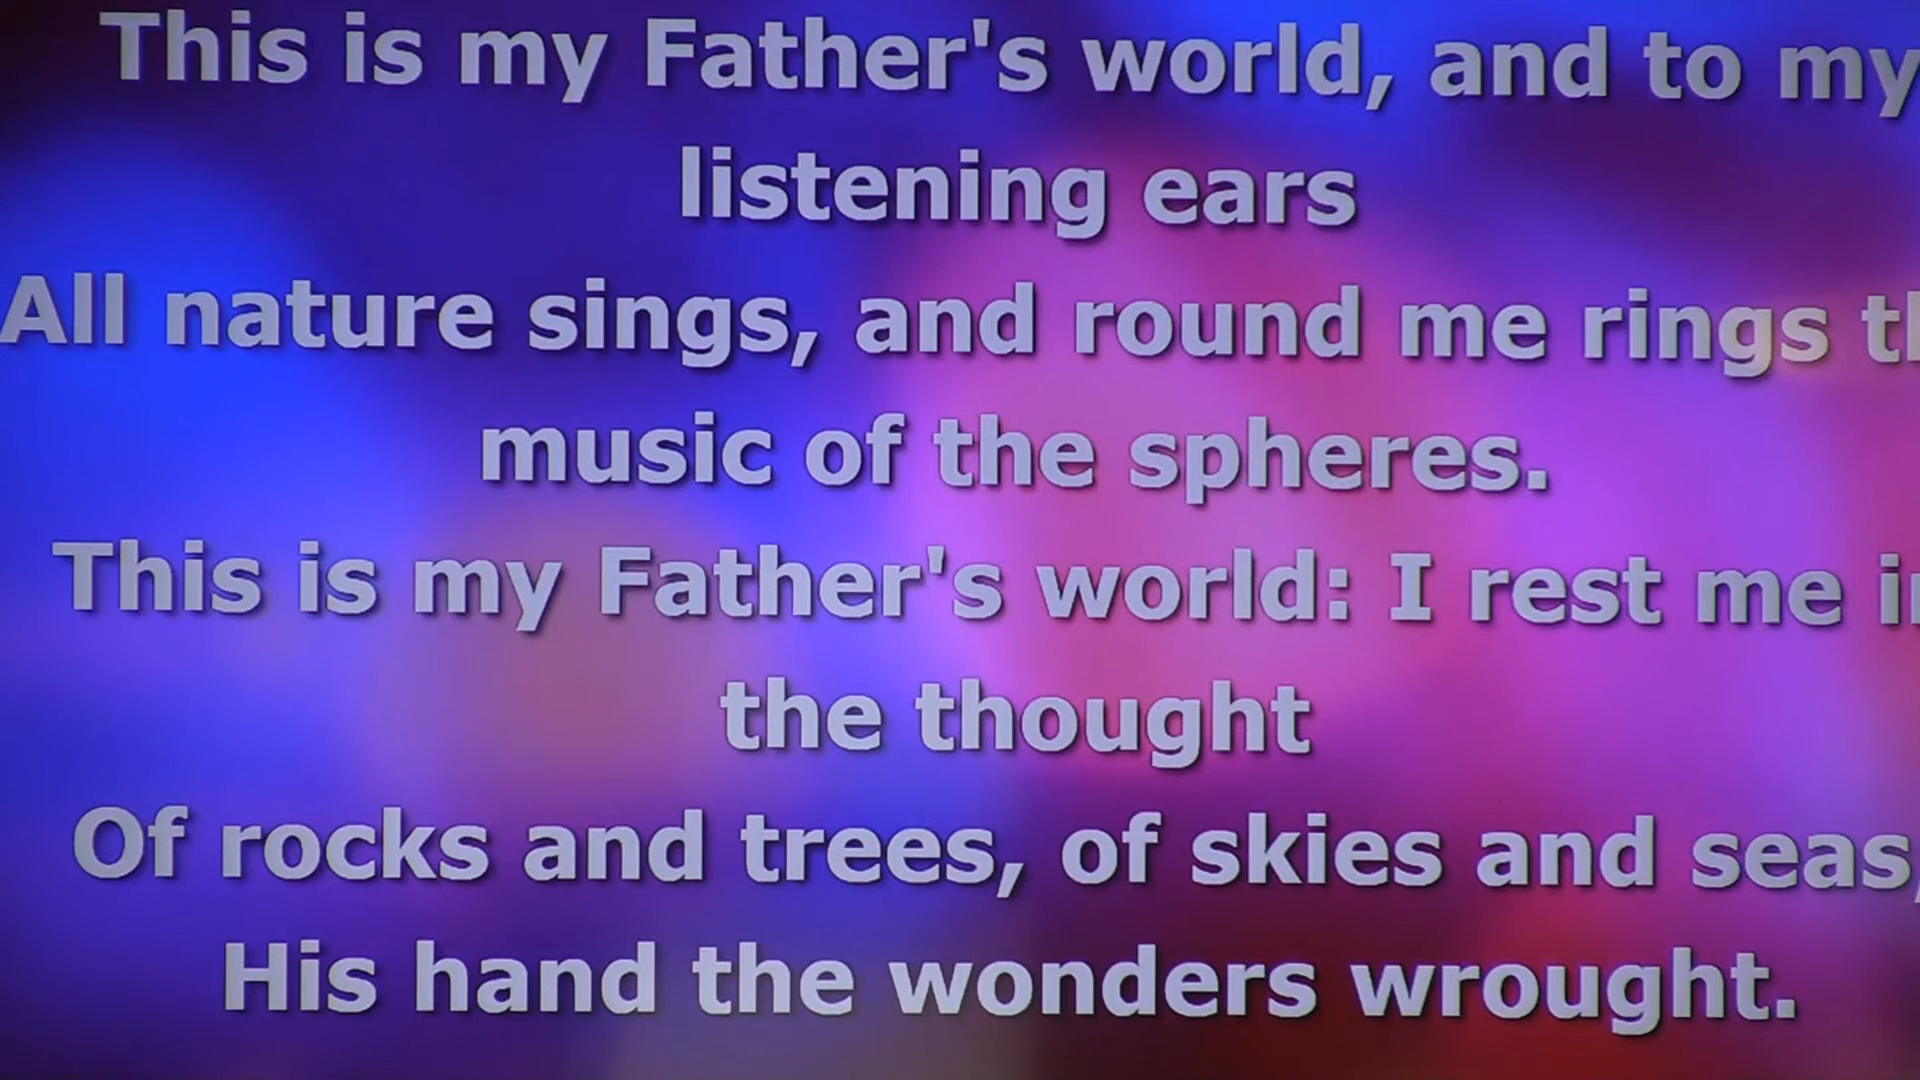 This is my Father's world, and to my
listening ears
All nature sings, and round me rings th
music of the spheres.
This is my Father's world: I rest me in
the thought
Of rocks and trees, of skies and seas,
His hand the wonders wrought.